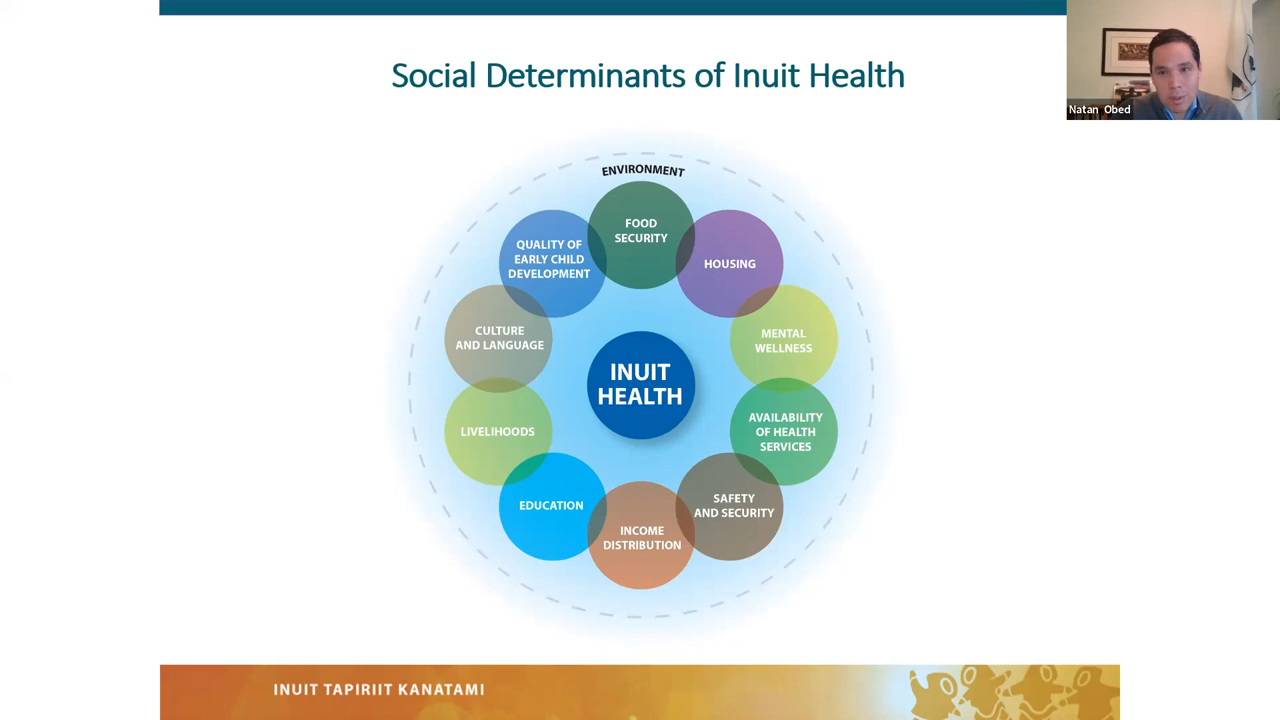 Social Determinants of Inuit Health
Natan Obed
ENVIRONMENT
FOOD
SECURITY
HOUSING
MENTAL
WELLNESS
AVAILABILITY
OF HEALTH
SERVICES
SAFETY
AND SECURITY
INCOME
DISTRIBUTION
EDUCATION
LIVELIHOODS
CULTURE
AND LANGUAGE
QUALITY OF
EARLY CHILD
DEVELOPMENT
INUIT
HEALTH
INUIT TAPIRIIT KANATAMI